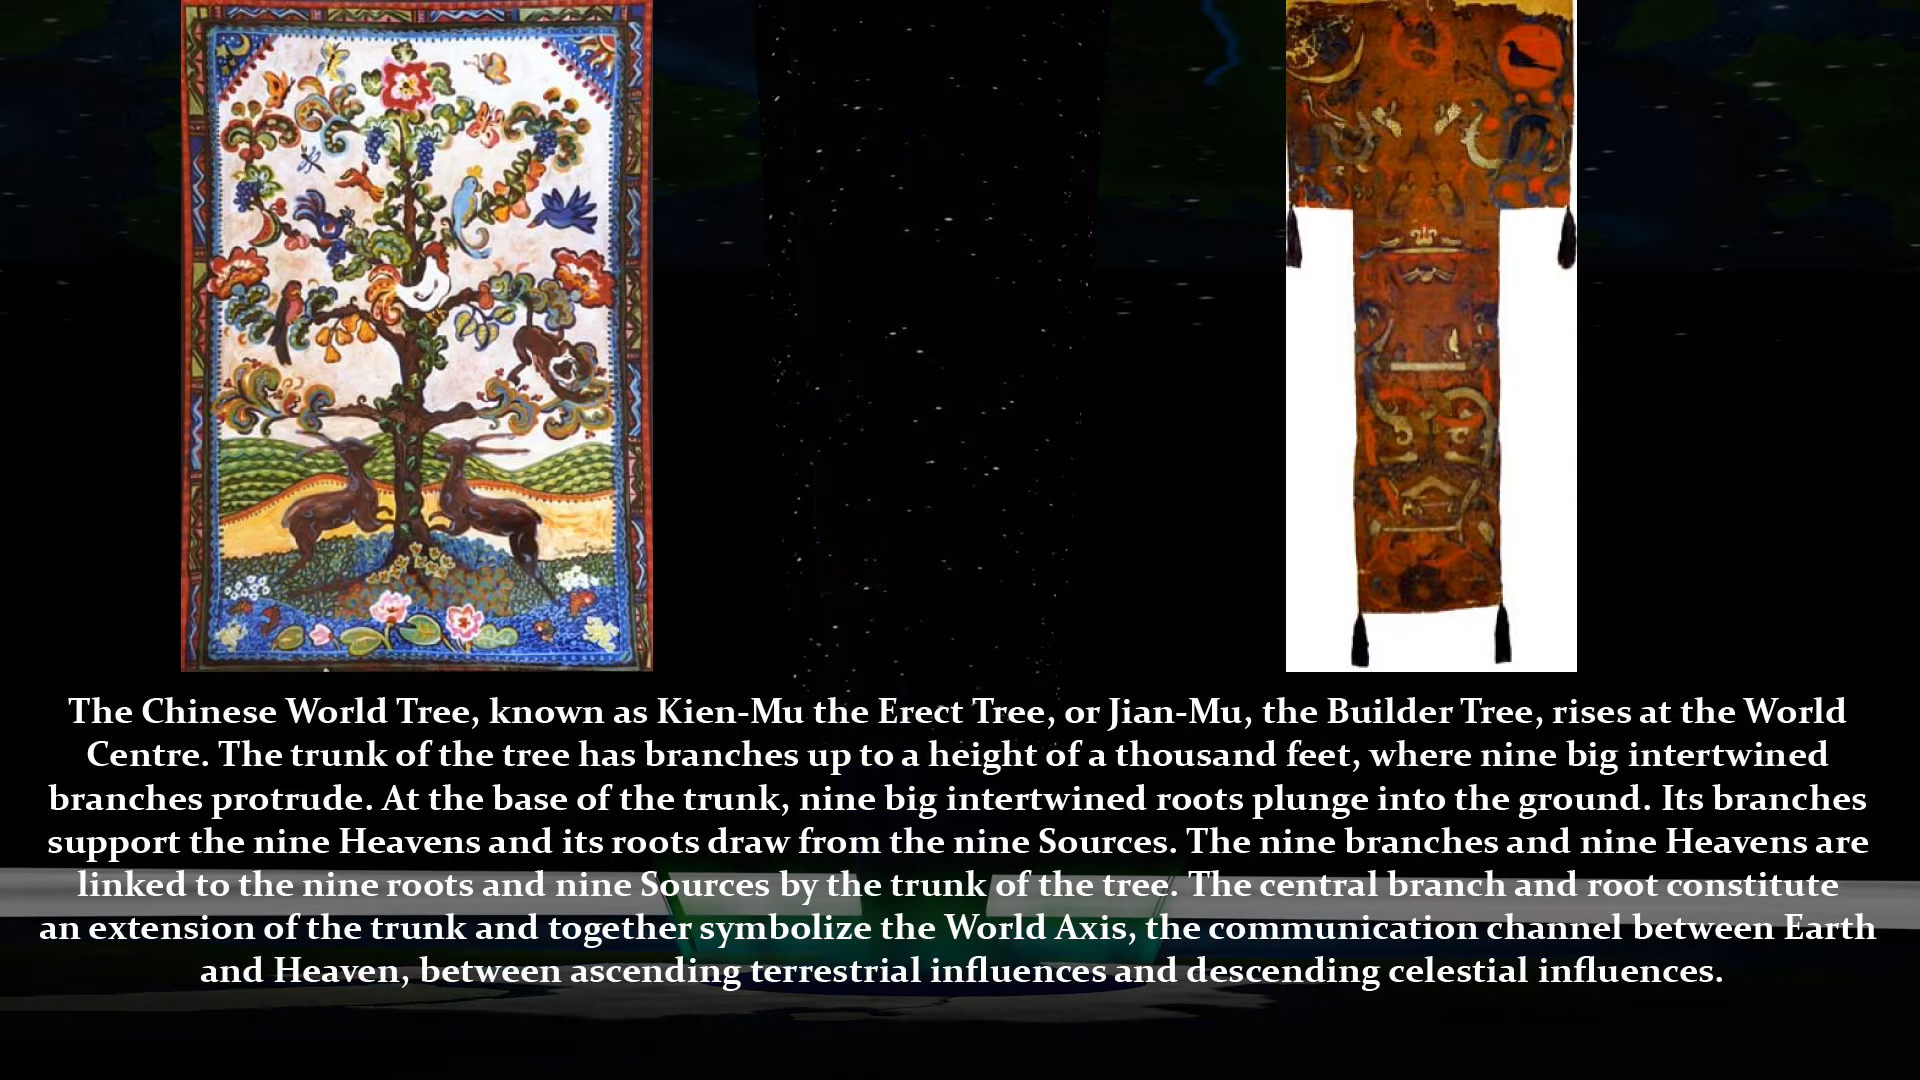 The Chinese World Tree, known as Kien-Mu the Erect Tree, or Jian-Mu, the Builder Tree, rises at the World
Centre. The trunk of the tree has branches up to a height of a thousand feet, where nine big intertwined
branches protrude. At the base of the trunk, nine big intertwined roots plunge into the ground. Its branches
support the nine Heavens and its roots draw from the nine Sources. The nine branches and nine Heavens are
linked to the nine roots and nine Sources by the trunk of the tree. The central branch and root constitute
an extension of the trunk and together symbolize the World Axis, the communication channel between Earth
and Heaven, between ascending terrestrial influences and descending celestial influences.